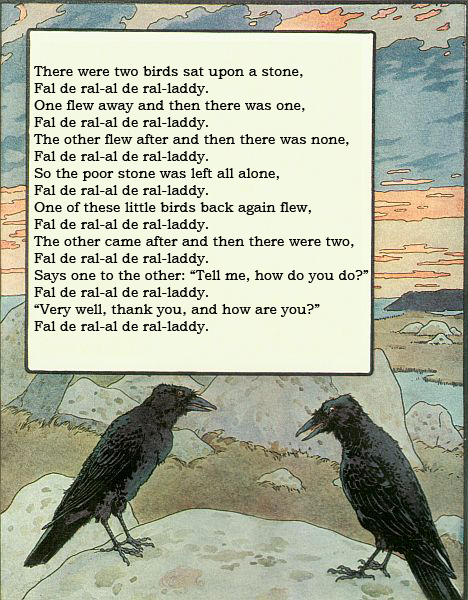 There were two birds sat upon a stone,
Fal de ral-al de ral-laddy.
One flew away and then there was one,
Fal de ral-al de ral-laddy.
The other flew after and then there was none,
Fal de ral-al de ral-laddy.
So the poor stone was left all alone,
Fal de ral-al de ral-laddy.
One of these little birds back again flew,
Fal de ral-al de ral-laddy.
The other came after and then there were two,
Fal de ral-al de ral-laddy.
Says one to the other: “Tell me, how do you do?”
Fal de ral-al de ral-laddy.
“Very well, thank you, and how are you?”
Fal de ral-al de ral-laddy.